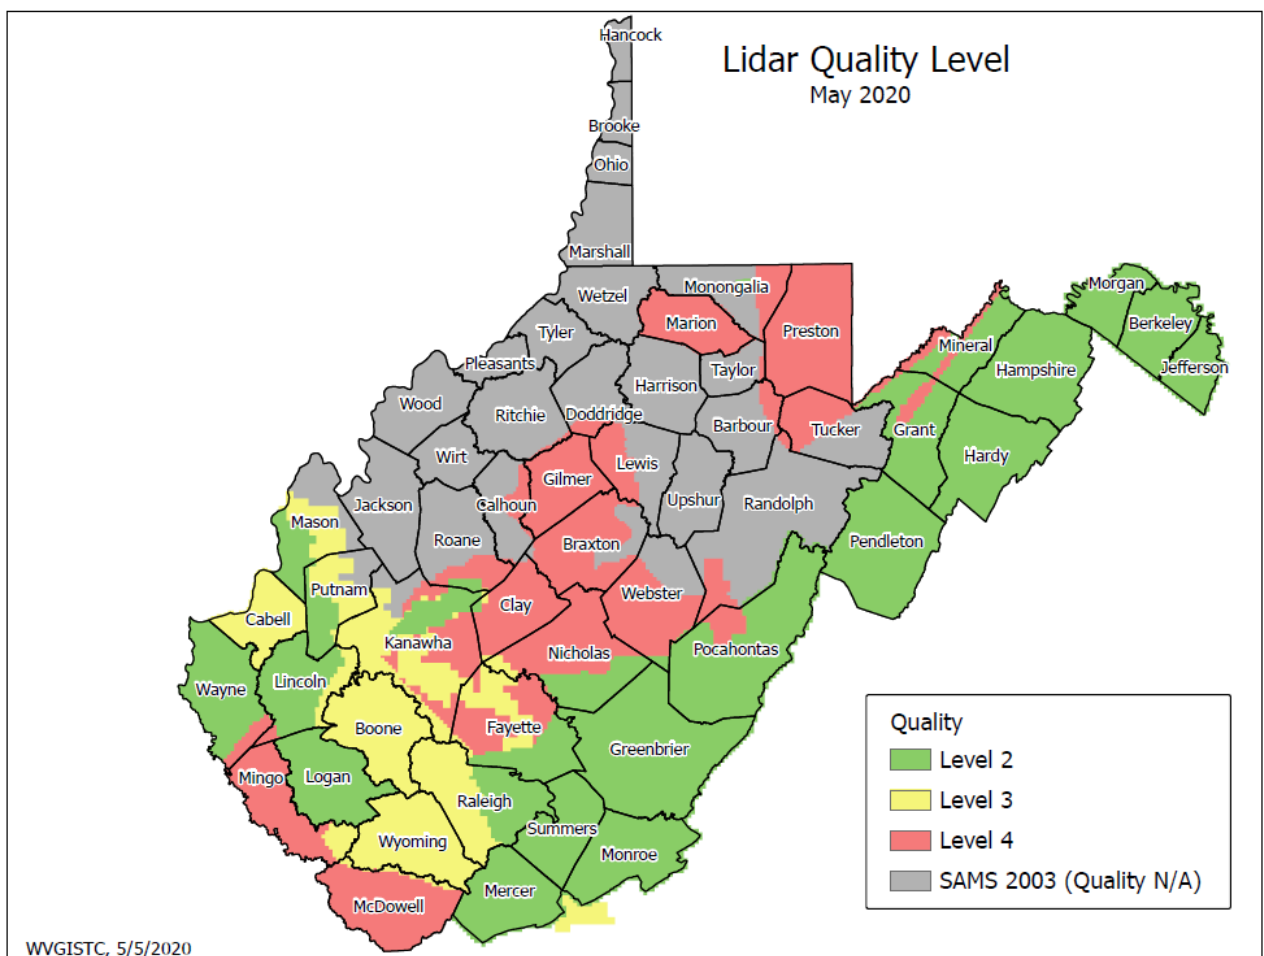 Lidar Quality Level
May 2020
Hancock
Brooke
Ohio
Marshall
Wetzel
Monongalia
Marion
Preston
Tyler
Pleasants
Taylor
Harrison
Wood
Ritchie
Doddridge
Barbour
Tucker
Morgan
Berkeley
Jefferson
Mineral
Hampshire
Grant
Hardy
Wirt
Lewis
Gilmer
Upshur
Randolph
Jackson
Calhoun
Mason
Roane
Braxton
Pendleton
Putnam
Clay
Webster
Cabell
Kanawha
Nicholas
Pocahontas
Wayne
Lincoln
Boone
Fayette
Greenbrier
Mingo
Logan
Raleigh
Summers
Wyoming
Monroe
Mercer
McDowell
Quality
Level 2
Level 3
Level 4
SAMS 2003 (Quality N/A)
WVGISTC, 5/5/2020